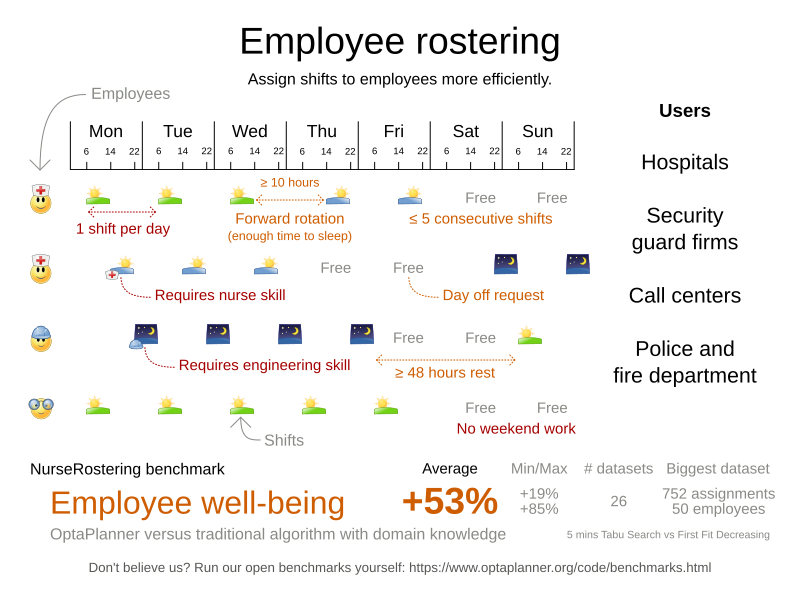 Employee rostering
Assign shifts to employees more efficiently.
Employees
Users
Mon Tue Wed Thu Fri Sat Sun
6 14 22 6 14 22 6 14 22 6 14 22 6 14 22 6 14 22 6 14 22
Hospitals
≥ 10 hours
Free Free
1 shift per day
Forward rotation
(enough time to sleep)
≤ 5 consecutive shifts
Security
guard firms
Free Free
Requires nurse skill
Day off request
Call centers
Free Free
Requires engineering skill
≥ 48 hours rest
Police and
fire department
Free Free
No weekend work
Shifts
NurseRostering benchmark
Average Min/Max # datasets Biggest dataset
Employee well-being
+53%
+19%
+85%
26
752 assignments
50 employees
OptaPlanner versus traditional algorithm with domain knowledge
5 mins Tabu Search vs First Fit Decreasing
Don't believe us? Run our open benchmarks yourself: https://www.optaplanner.org/code/benchmarks.html